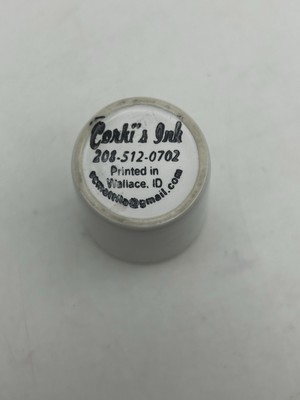 Corki's Ink
208-512-0702
Printed in
Wallace, ID